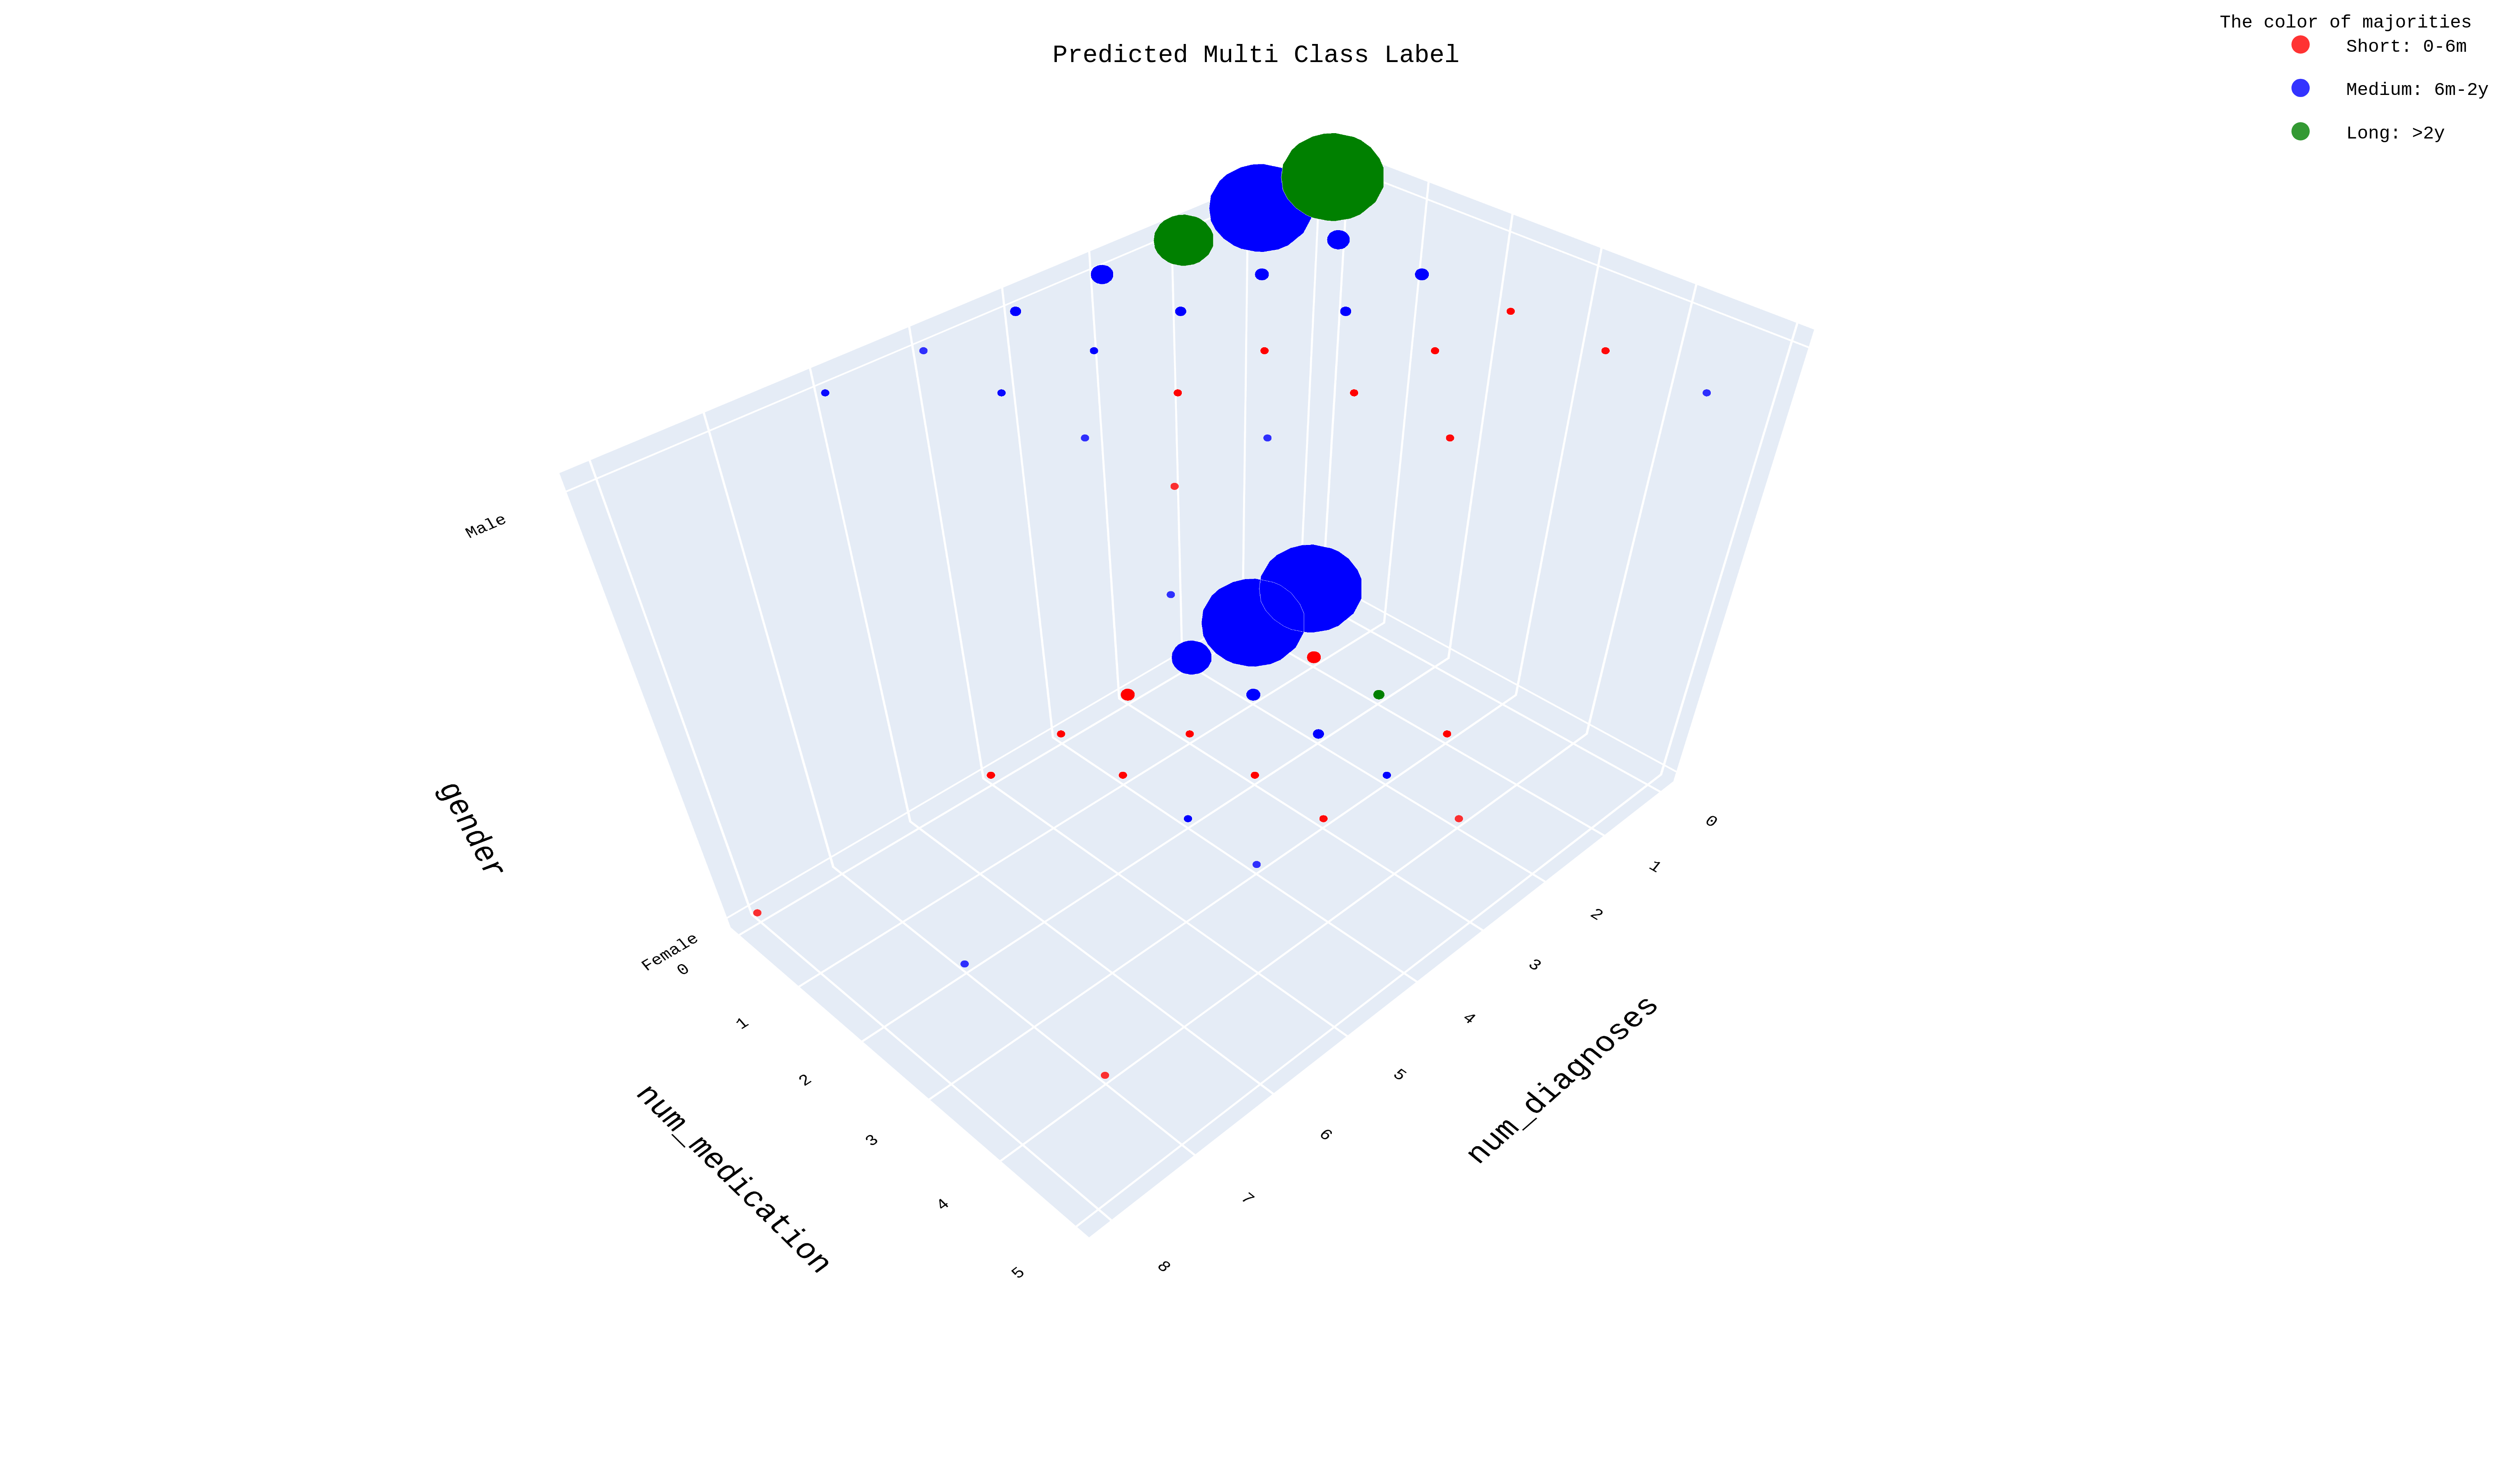 The color of majorities
Short: 0-6m
Medium: 6m-2y
Long: >2y
Predicted Multi Class Label
Male
gender
Female
0
1
2
3
4
5
num_medication
0
1
2
3
4
5
6
7
8
num_diagnoses